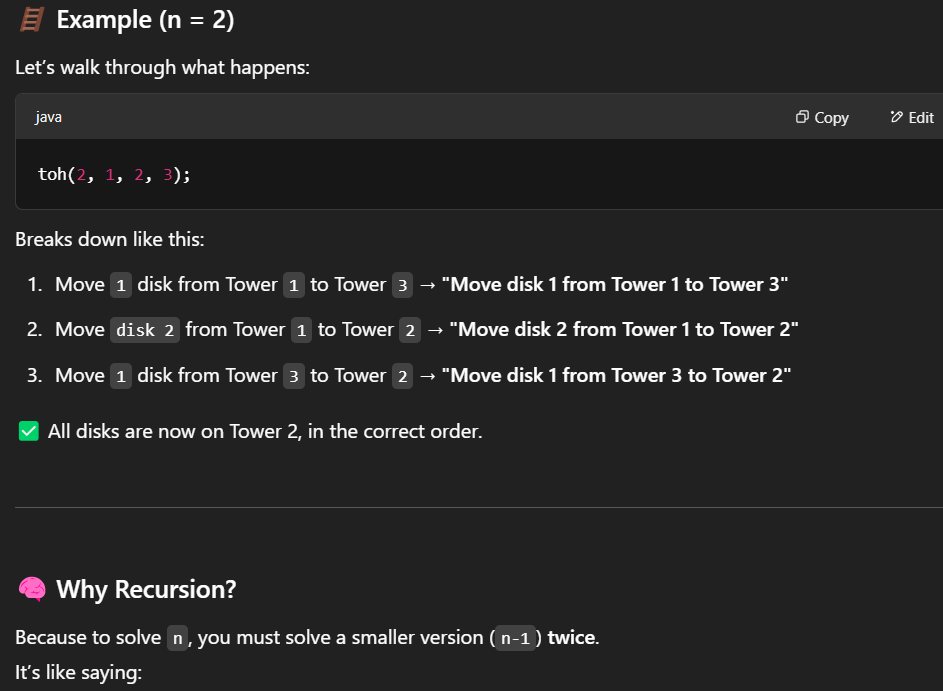 🪜 Example (n = 2)
Let's walk through what happens:
java Copy Edit
toh(2, 1, 2, 3);
Breaks down like this:
1. Move 1 disk from Tower 1 to Tower 3 → "Move disk 1 from Tower 1 to Tower 3"
2. Move disk 2 from Tower 1 to Tower 2 → "Move disk 2 from Tower 1 to Tower 2"
3. Move 1 disk from Tower 3 to Tower 2 → "Move disk 1 from Tower 3 to Tower 2"
✅ All disks are now on Tower 2, in the correct order.
🧠 Why Recursion?
Because to solve n, you must solve a smaller version (n-1) twice.
It's like saying: